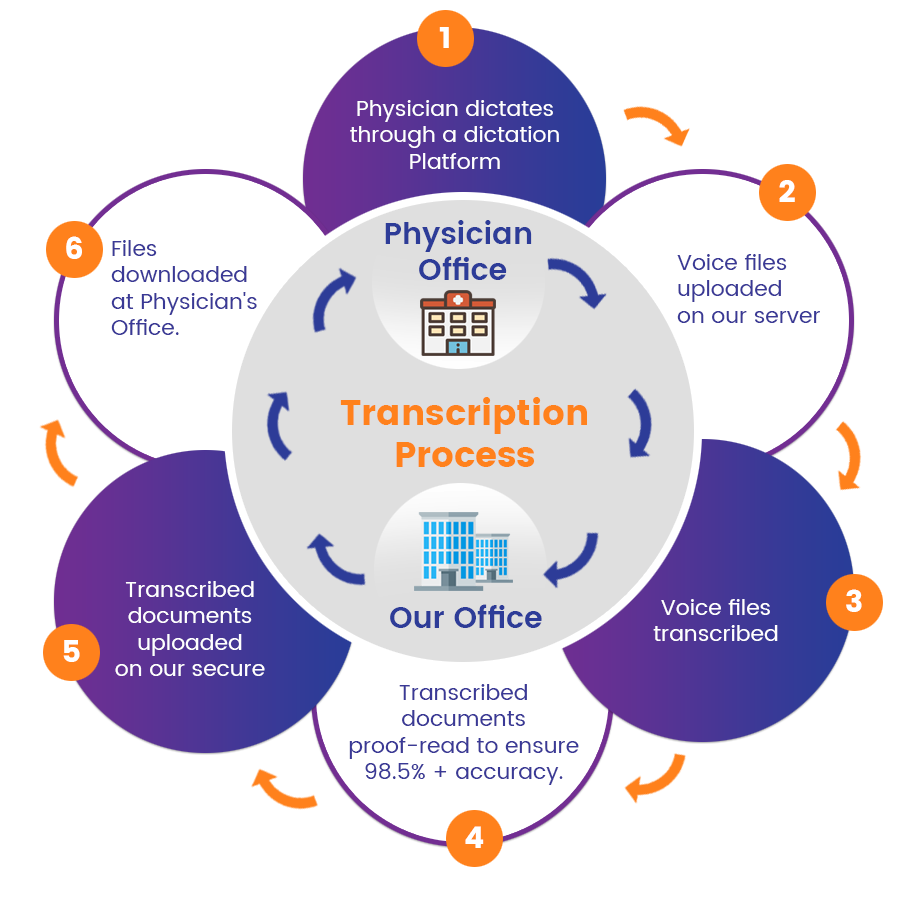 1
Physician dictates
through a dictation
Platform
2
Voice files
uploaded
on our server
3
Voice files
transcribed
4
Transcribed
documents
proof-read to ensure
98.5% + accuracy.
5
Transcribed
documents
uploaded
on our secure
6
Files
downloaded
at Physician's
Office.
Physician
Office
Transcription
Process
Our Office